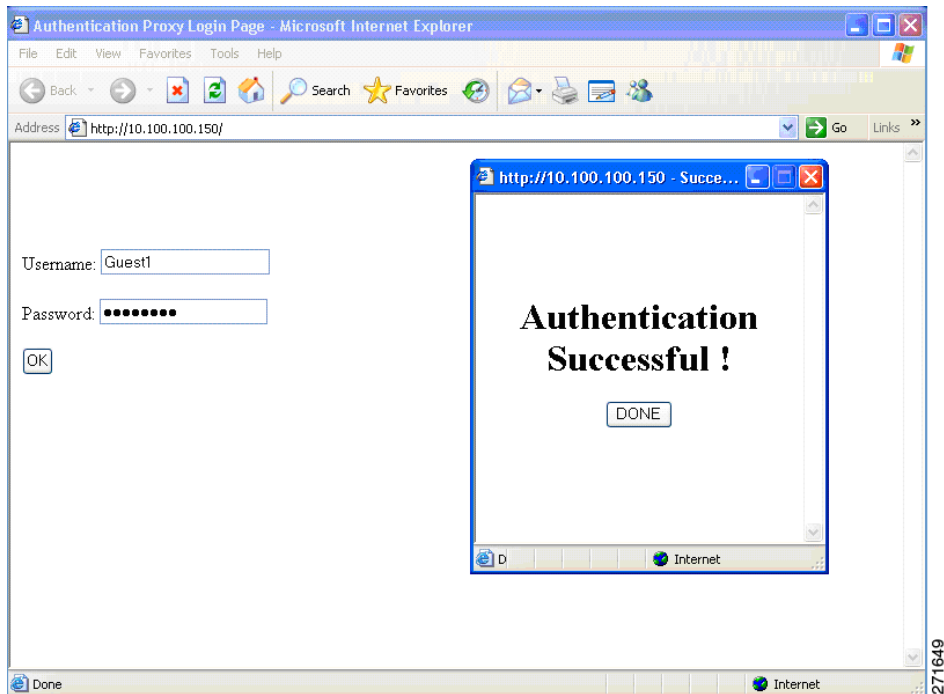 Authentication Proxy Login Page - Microsoft Internet Explorer
File Edit View Favorites Tools Help
Back Search Favorites
Address http://10.100.100.150/ Go Links »
http://10.100.100.150 - Succe...
Username: Guest1
Password: ••••••••
OK
Authentication
Successful !
DONE
D Internet
Done Internet
271649